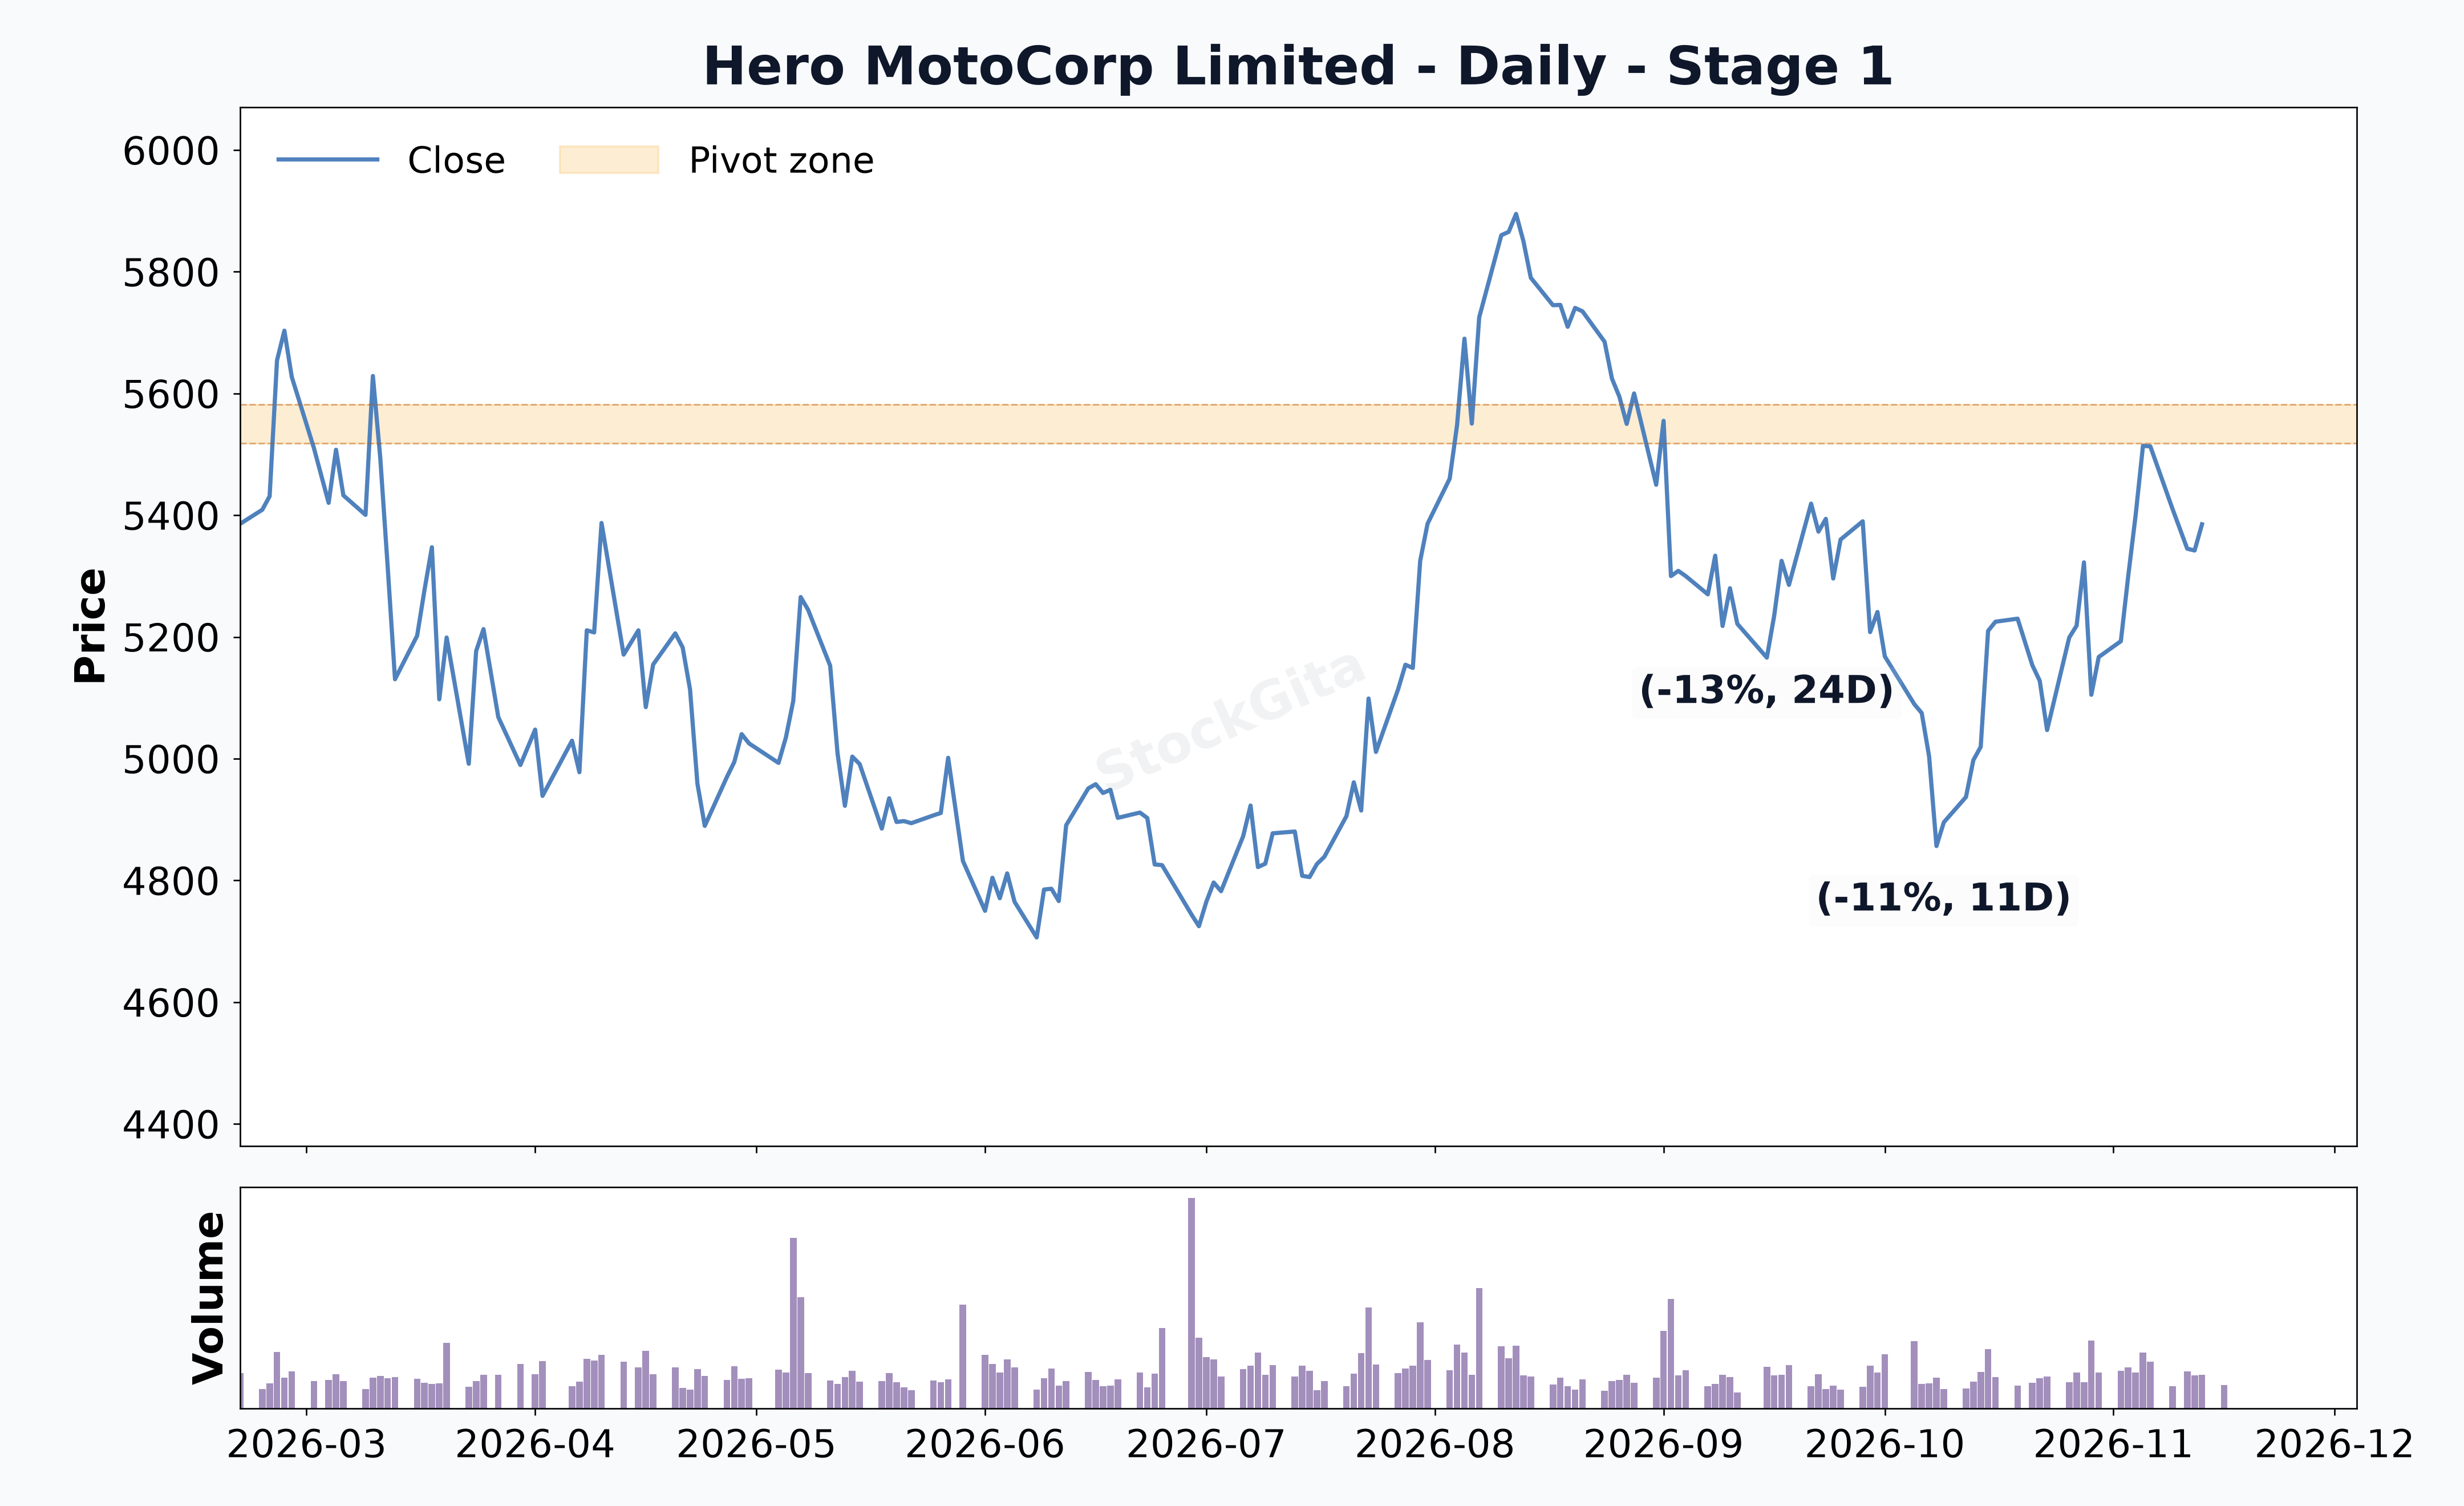 Hero MotoCorp Limited - Daily - Stage 1
Close
Pivot zone
6000
5800
5600
5400
5200
5000
4800
4600
4400
Price
StockGita
(-13%, 24D)
(-11%, 11D)
Volume
2026-03
2026-04
2026-05
2026-06
2026-07
2026-08
2026-09
2026-10
2026-11
2026-12